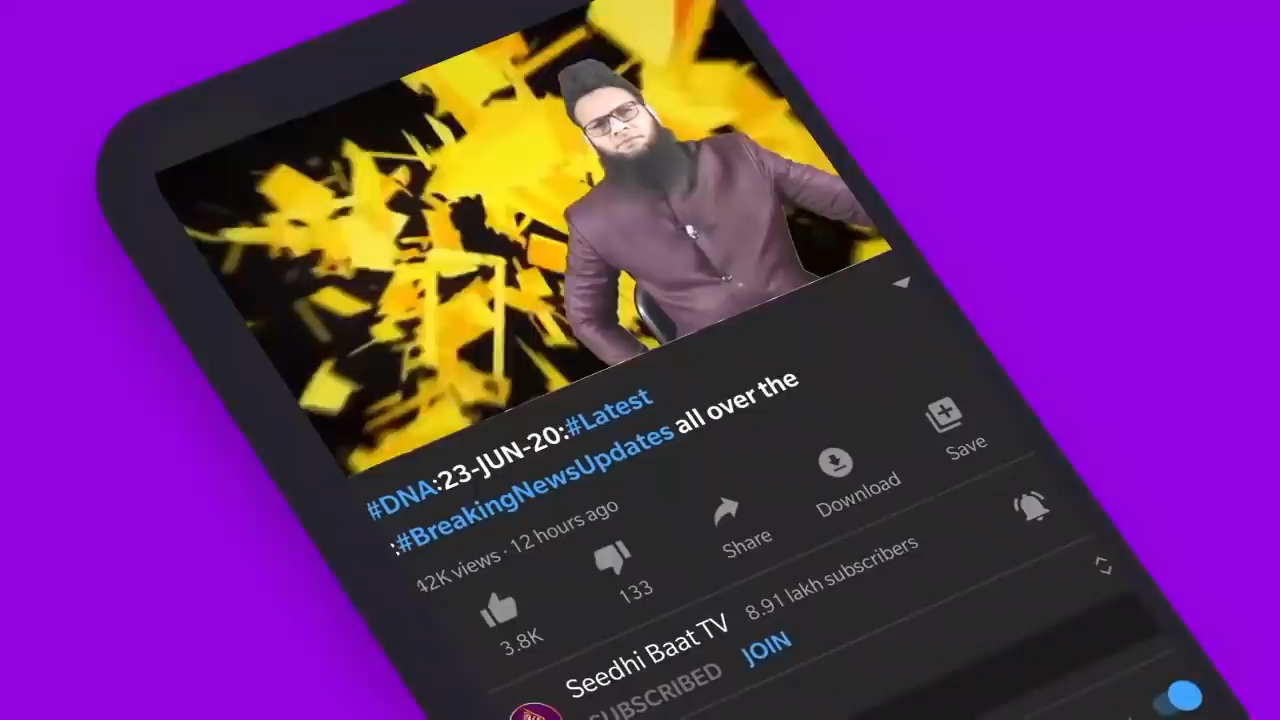 #DNA:23-JUN-20:#Latest
:#BreakingNewsUpdates all over the
42K views · 12 hours ago
3.8K
133
Share
Download
Save
Seedhi Baat TV
8.91 lakh subscribers
SUBSCRIBED
JOIN